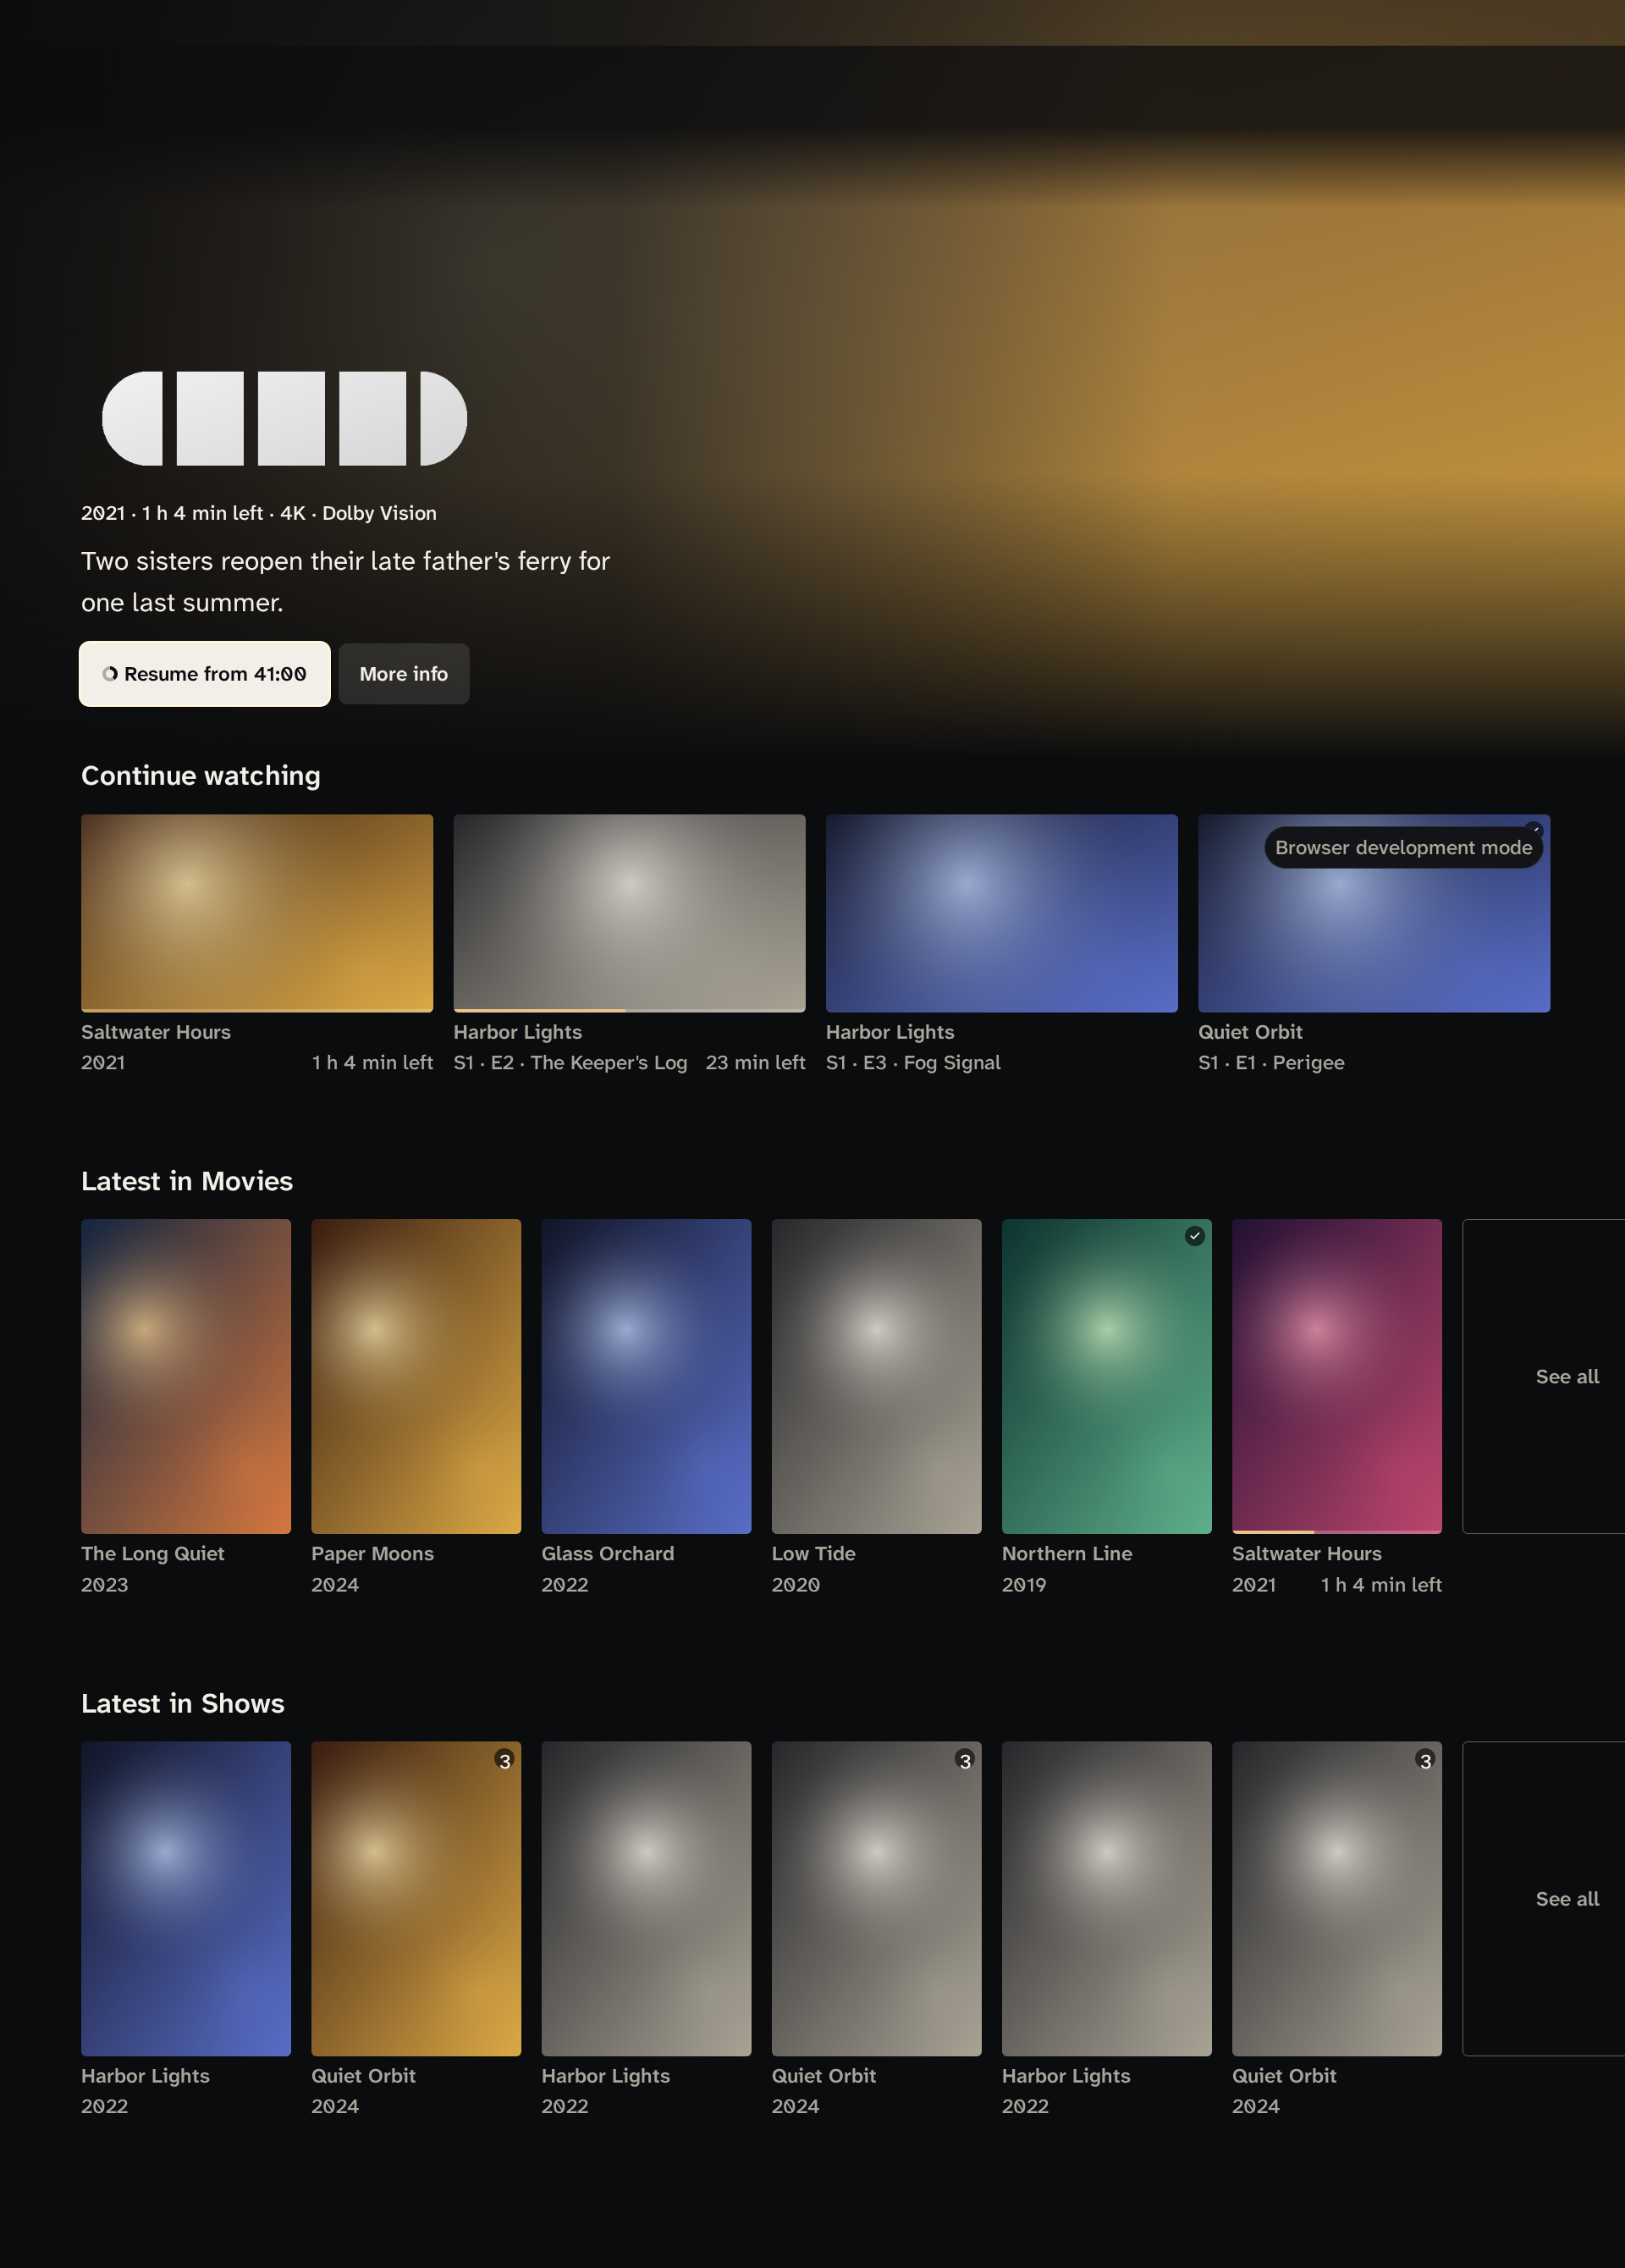 2021 · 1 h 4 min left · 4K · Dolby Vision
Two sisters reopen their late father's ferry for
one last summer.
Resume from 41:00
More info
Continue watching
Browser development mode
Saltwater Hours
2021
1 h 4 min left
Harbor Lights
S1 · E2 · The Keeper's Log
23 min left
Harbor Lights
S1 · E3 · Fog Signal
Quiet Orbit
S1 · E1 · Perigee
Latest in Movies
See all
The Long Quiet
2023
Paper Moons
2024
Glass Orchard
2022
Low Tide
2020
Northern Line
2019
Saltwater Hours
2021
1 h 4 min left
Latest in Shows
3
3
3
See all
Harbor Lights
2022
Quiet Orbit
2024
Harbor Lights
2022
Quiet Orbit
2024
Harbor Lights
2022
Quiet Orbit
2024